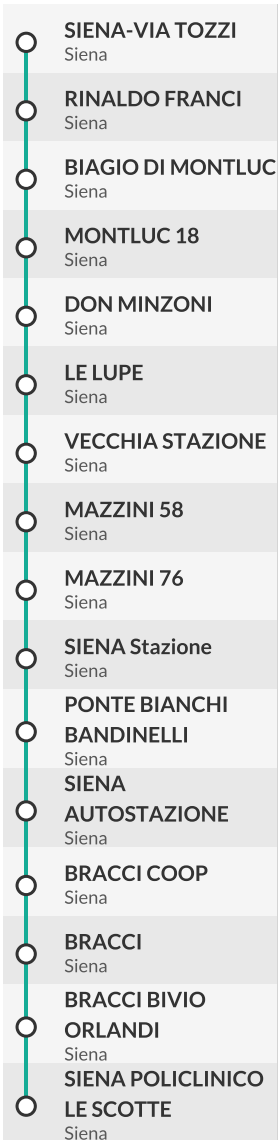 SIENA-VIA TOZZI
Siena
RINALDO FRANCI
Siena
BIAGIO DI MONTLUC
Siena
MONTLUC 18
Siena
DON MINZONI
Siena
LE LUPE
Siena
VECCHIA STAZIONE
Siena
MAZZINI 58
Siena
MAZZINI 76
Siena
SIENA Stazione
Siena
PONTE BIANCHI
BANDINELLI
Siena
SIENA
AUTOSTAZIONE
Siena
BRACCI COOP
Siena
BRACCI
Siena
BRACCI BIVIO
ORLANDI
Siena
SIENA POLICLINICO
LE SCOTTE
Siena